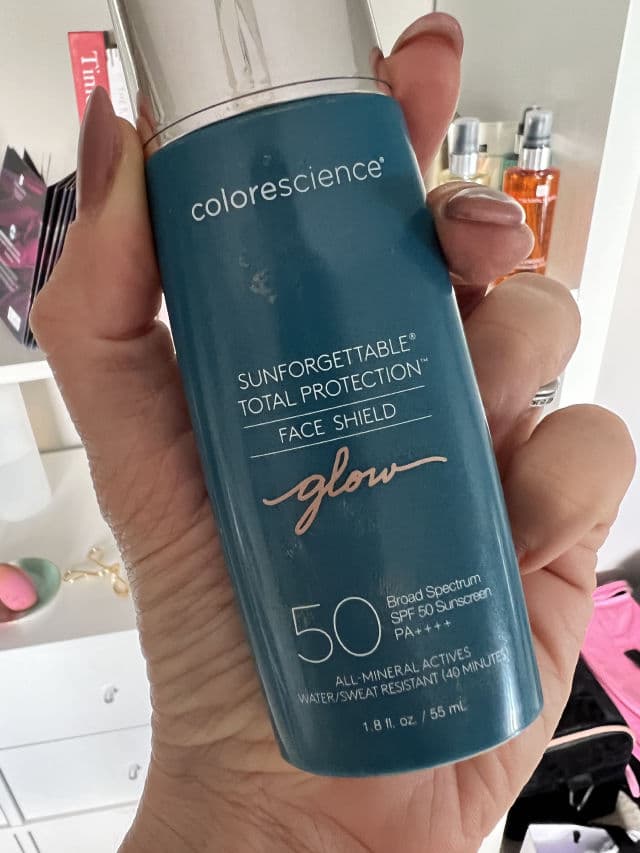 Tin
colorescience®
SUNFORGETTABLE®
TOTAL PROTECTION™
FACE SHIELD
glow
50
Broad Spectrum
SPF 50 Sunscreen
PA++++
ALL-MINERAL ACTIVES
WATER/SWEAT RESISTANT (40 MINUTES)
1.8 fl. oz. / 55 mL